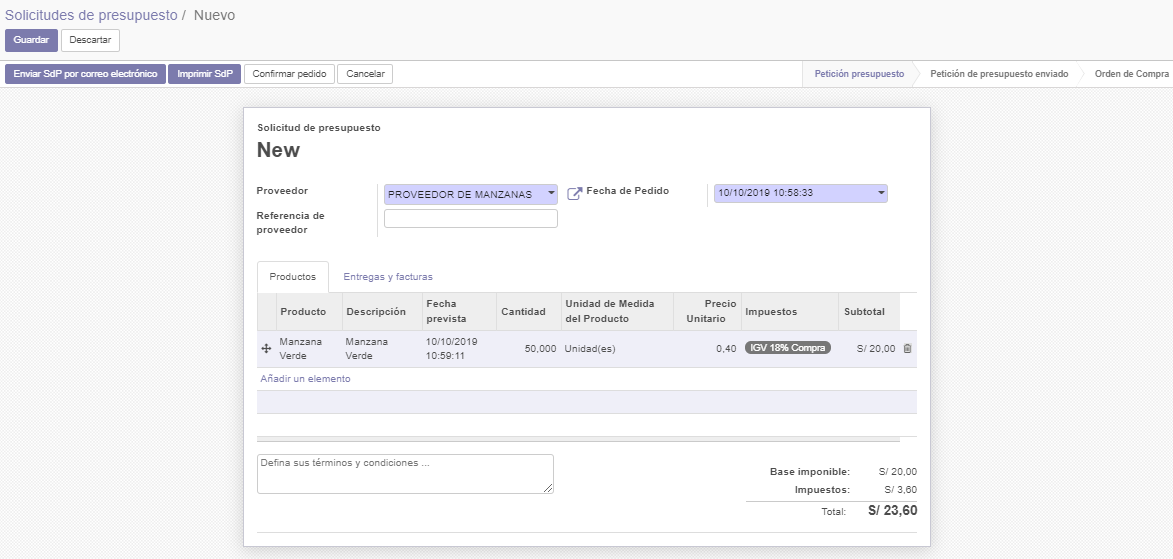 Solicitudes de presupuesto / Nuevo
Guardar Descartar
Enviar SdP por correo electrónico Imprimir SdP Confirmar pedido Cancelar Petición presupuesto Petición de presupuesto enviado Orden de Compra
Solicitud de presupuesto
New
Proveedor PROVEEDOR DE MANZANAS Fecha de Pedido 10/10/2019 10:58:33
Referencia de
proveedor
Productos Entregas y facturas
Producto Descripción Fecha prevista Cantidad Unidad de Medida del Producto Precio Unitario Impuestos Subtotal
Manzana Verde Manzana Verde 10/10/2019 10:59:11 50,000 Unidad(es) 0,40 IGV 18% Compra S/ 20,00
Añadir un elemento
Defina sus términos y condiciones ...
Base imponible: S/ 20,00
Impuestos: S/ 3,60
Total: S/ 23,60